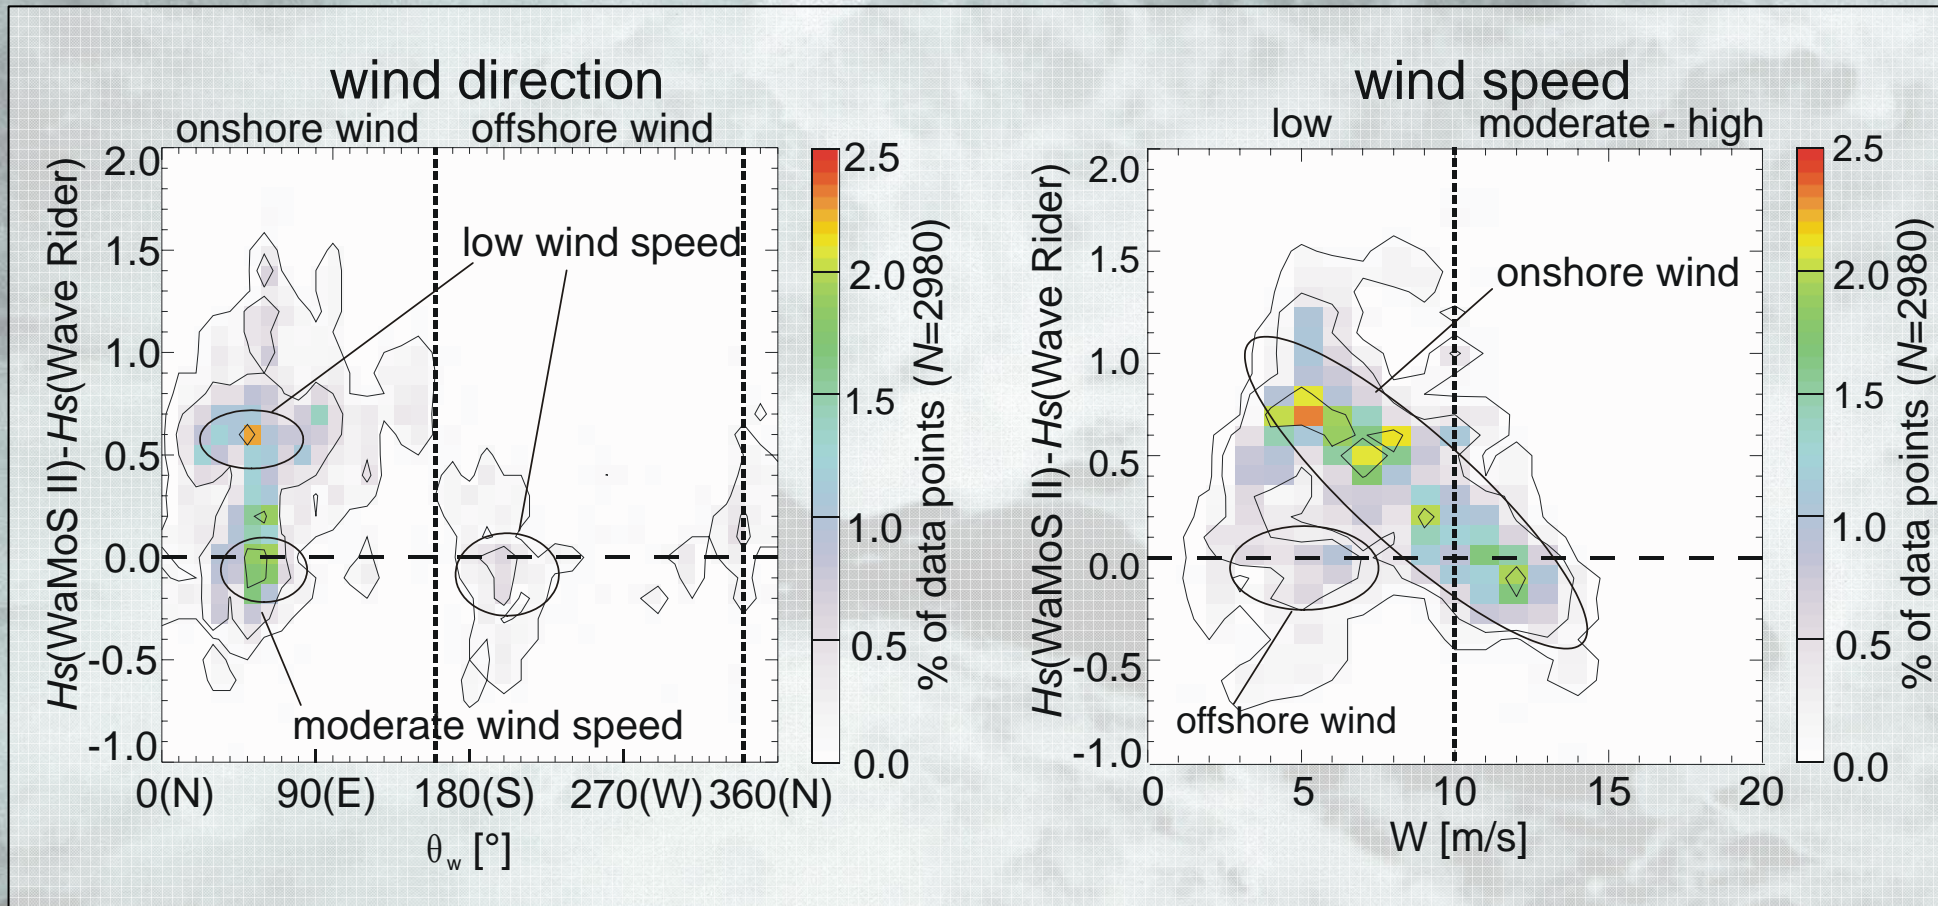 wind direction
onshore wind offshore wind
2.0
1.5
1.0
0.5
0.0
-0.5
-1.0
Hs(WaMoS II)-Hs(Wave Rider)
low wind speed
moderate wind speed
0(N) 90(E) 180(S) 270(W) 360(N)
θw [°]
2.5
2.0
1.5
1.0
0.5
0.0
% of data points (N=2980)
wind speed
low moderate - high
2.0
1.5
1.0
0.5
0.0
-0.5
-1.0
Hs(WaMoS II)-Hs(Wave Rider)
onshore wind
offshore wind
0 5 10 15 20
W [m/s]
2.5
2.0
1.5
1.0
0.5
0.0
% of data points (N=2980)